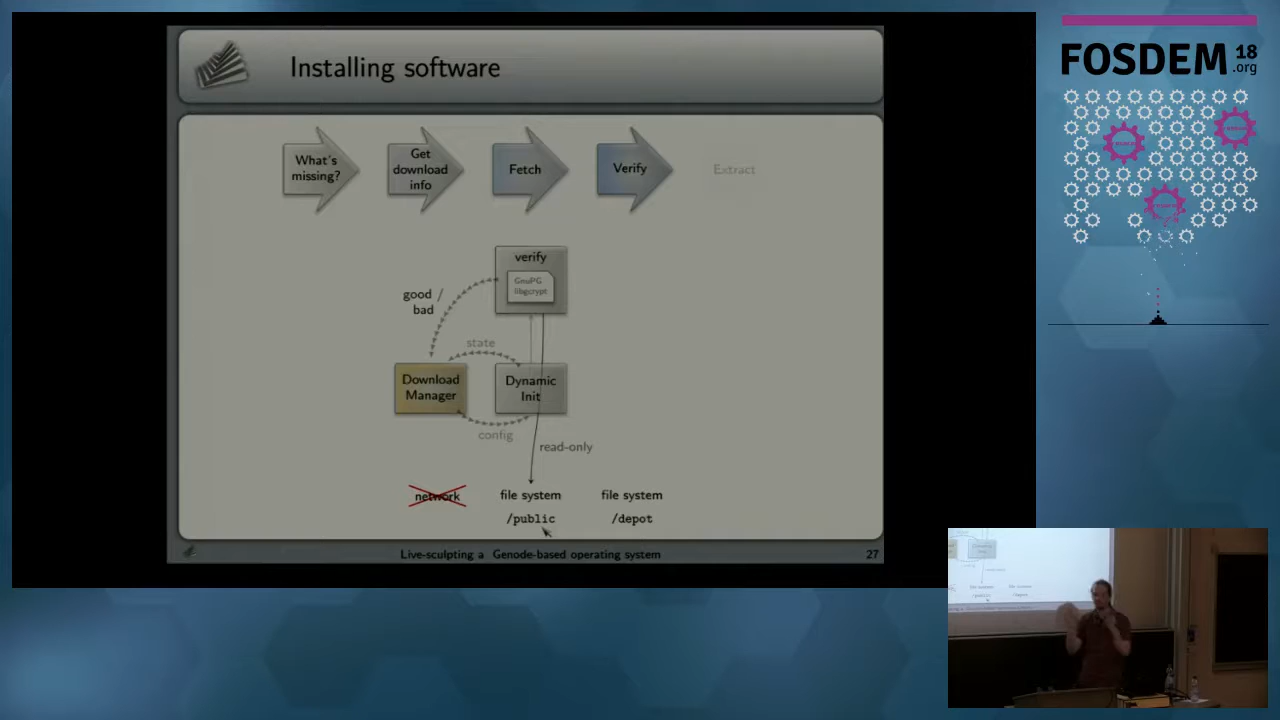 Installing software
What's
missing?
Get
download
info
Fetch
Verify
Extract
verify
GnuPG
libgcrypt
good /
bad
state
Download
Manager
Dynamic
Init
config
read-only
network
file system
/public
file system
/depot
Live-sculpting a Genode-based operating system
27
FOSDEM 18
.org